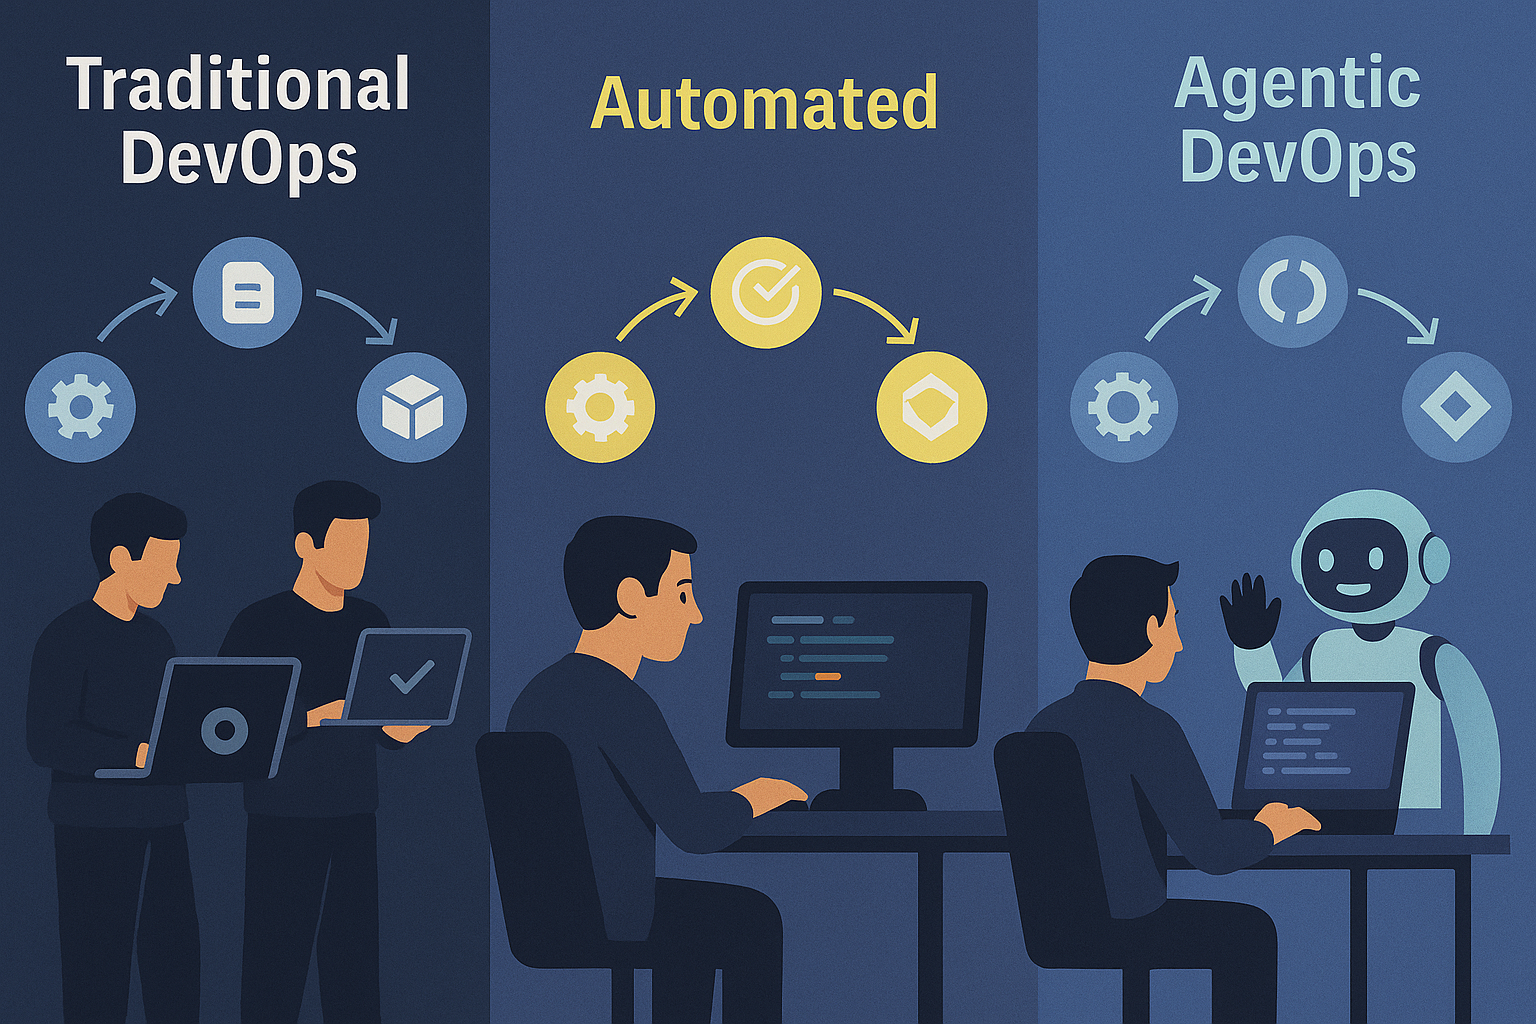 Traditional
DevOps
Automated
Agentic
DevOps